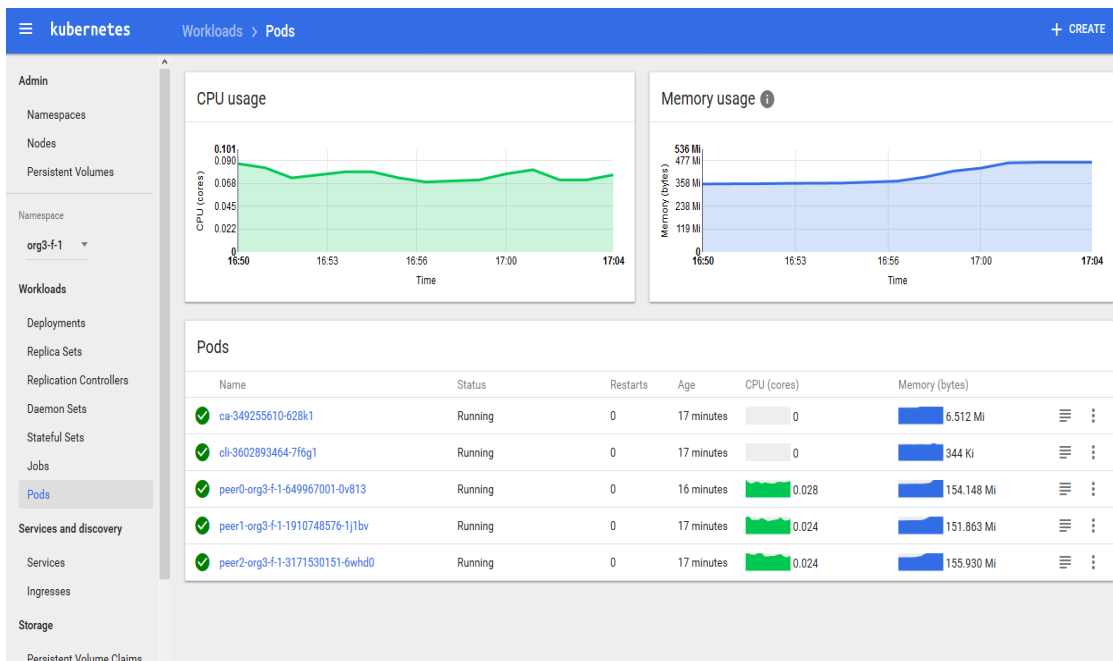 kubernetes
Workloads > Pods
+ CREATE
Admin
Namespaces
Nodes
Persistent Volumes
Namespace
org3-f-1
Workloads
Deployments
Replica Sets
Replication Controllers
Daemon Sets
Stateful Sets
Jobs
Pods
Services and discovery
Services
Ingresses
Storage
Persistent Volume Claims
CPU usage
CPU (cores)
0.101
0.090
0.068
0.045
0.022
0
16:50 16:53 16:56 17:00 17:04
Time
Memory usage i
Memory (bytes)
536 Mi
477 Mi
358 Mi
238 Mi
119 Mi
0
16:50 16:53 16:56 17:00 17:04
Time
Pods
Name Status Restarts Age CPU (cores) Memory (bytes)
ca-349255610-628k1 Running 0 17 minutes 0 6.512 Mi
cli-3602893464-7f6g1 Running 0 17 minutes 0 344 Ki
peer0-org3-f-1-649967001-0v813 Running 0 16 minutes 0.028 154.148 Mi
peer1-org3-f-1-1910748576-1j1bv Running 0 17 minutes 0.024 151.863 Mi
peer2-org3-f-1-3171530151-6whd0 Running 0 17 minutes 0.024 155.930 Mi